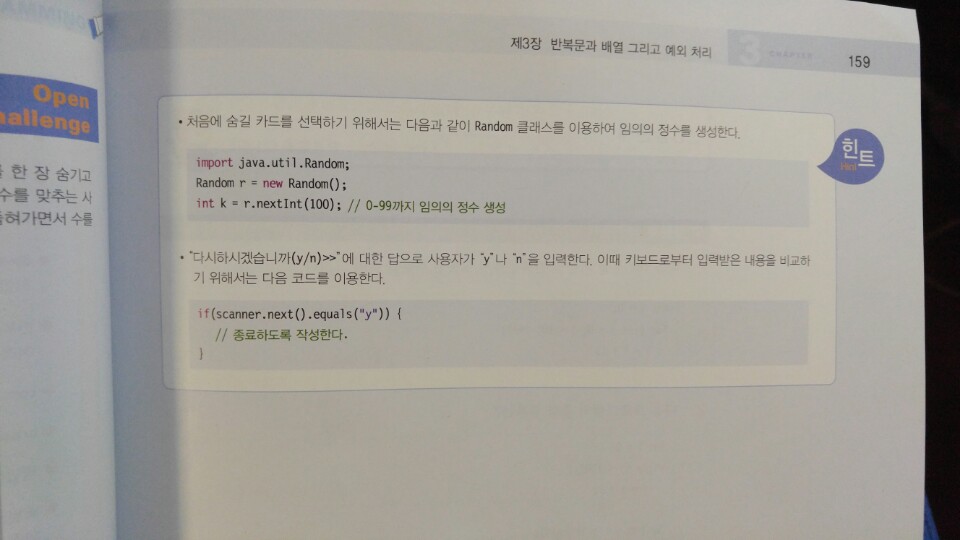 제3장 반복문과 배열 그리고 예외 처리
3 CHAPTER
159
Open
hallenge
한 장 숨기고
수를 맞추는 사
혀가면서 수를
• 처음에 숨길 카드를 선택하기 위해서는 다음과 같이 Random 클래스를 이용하여 임의의 정수를 생성한다.
힌트
Hint
import java.util.Random;
Random r = new Random();
int k = r.nextInt(100); // 0-99까지 임의의 정수 생성
• "다시하시겠습니까(y/n)>>"에 대한 답으로 사용자가 "y"나 "n"을 입력한다. 이때 키보드로부터 입력받은 내용을 비교하
기 위해서는 다음 코드를 이용한다.
if(scanner.next().equals("y")) {
// 종료하도록 작성한다.
}